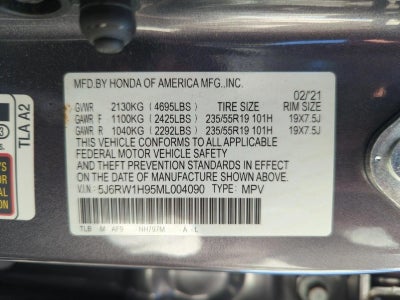 MFD.BY HONDA OF AMERICA MFG.,INC.
02/'21
GVWR 2130KG (4695LBS) TIRE SIZE RIM SIZE
GAWR F 1100KG (2425LBS) 235/55R19 101H 19X7.5J
GAWR R 1040KG (2292LBS) 235/55R19 101H 19X7.5J
THIS VEHICLE CONFORMS TO ALL APPLICABLE
FEDERAL MOTOR VEHICLE SAFETY
AND THEFT PREVENTION STANDARDS IN EFFECT
ON THE DATE OF MANUFACTURE SHOWN ABOVE.
V.I.N: 5J6RW1H95ML004090 TYPE: MPV
TLB M AF9 NH797M A -L
TLA A2